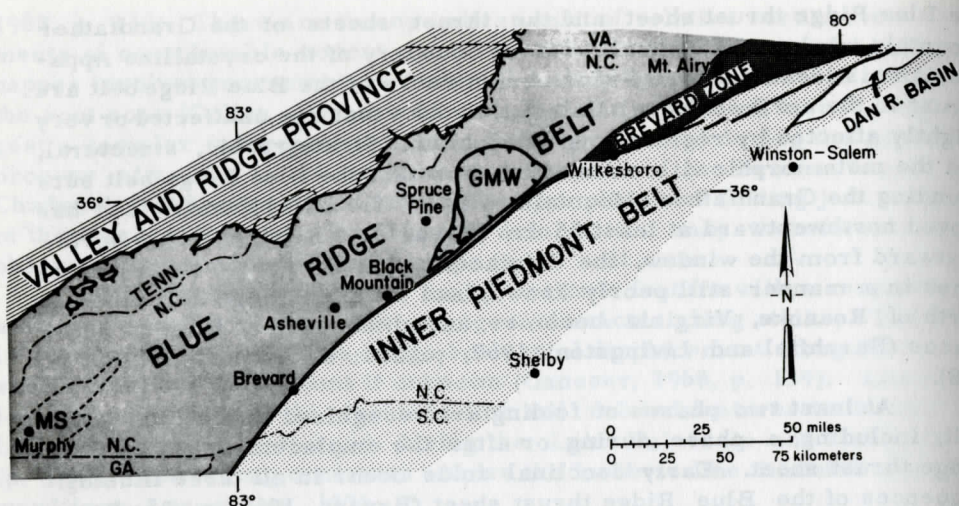 80°
VA.
N.C.
Mt. Airy
BREVARD ZONE
DAN R. BASIN
VALLEY AND RIDGE PROVINCE
83°
36°
BLUE RIDGE BELT
GMW
Spruce
Pine
Wilkesboro
Winston-Salem
36°
TENN.
N.C.
Black
Mountain
Asheville
INNER PIEDMONT BELT
N
Brevard
Shelby
MS
Murphy
N.C.
GA
N.C.
S.C.
83°
0 25 50 miles
0 25 50 75 kilometers